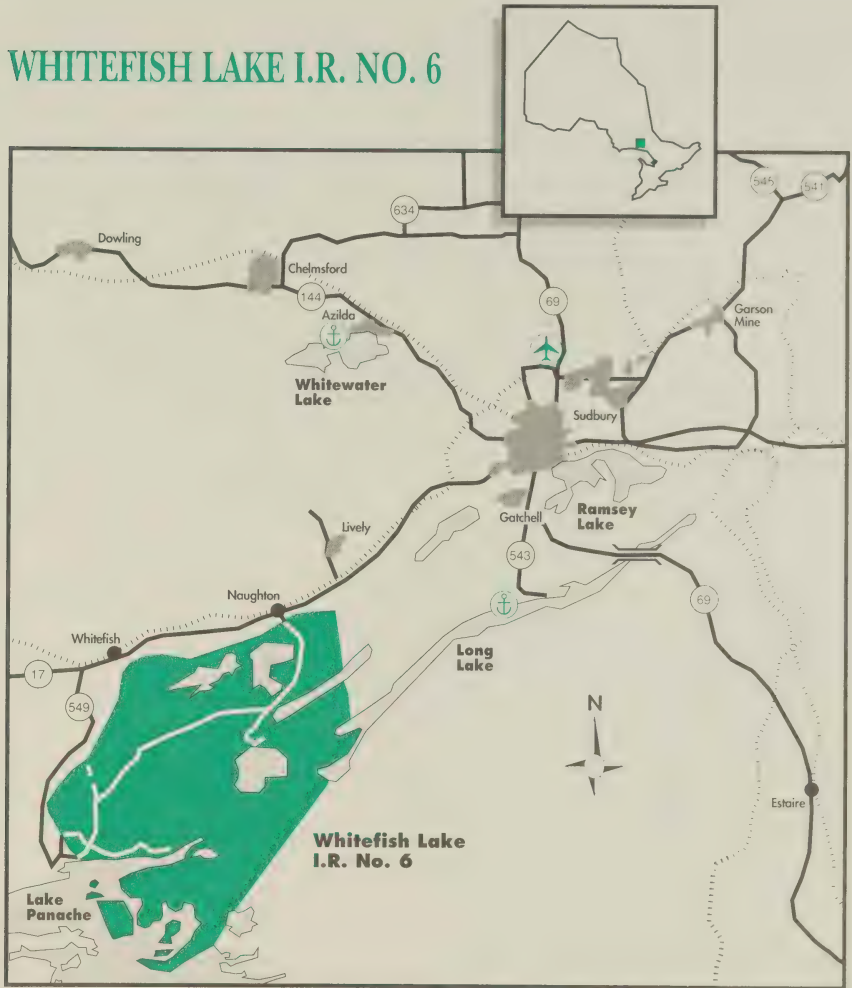 WHITEFISH LAKE I.R. NO. 6
545
541
634
Dowling
Chelmsford
144
69
Azilda
Garson
Mine
Whitewater
Lake
Sudbury
Ramsey
Lake
Gatchell
Lively
543
Naughton
69
Whitefish
Long
Lake
17
549
N
Estaire
Whitefish Lake
I.R. No. 6
Lake
Panache